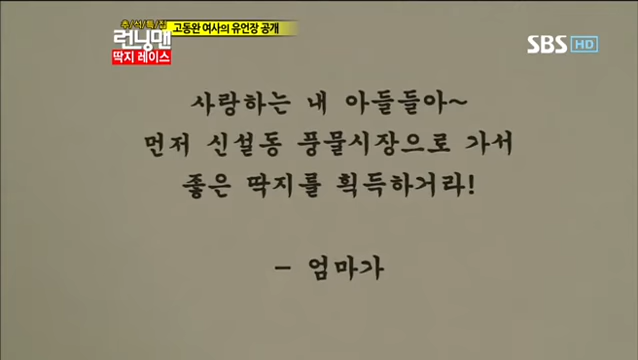 추/석/특/집
런닝맨
딱지 레이스
고동완 여사의 유언장 공개
SBS HD
사랑하는 내 아들들아~
먼저 신설동 풍물시장으로 가서
좋은 딱지를 획득하거라!
- 엄마가